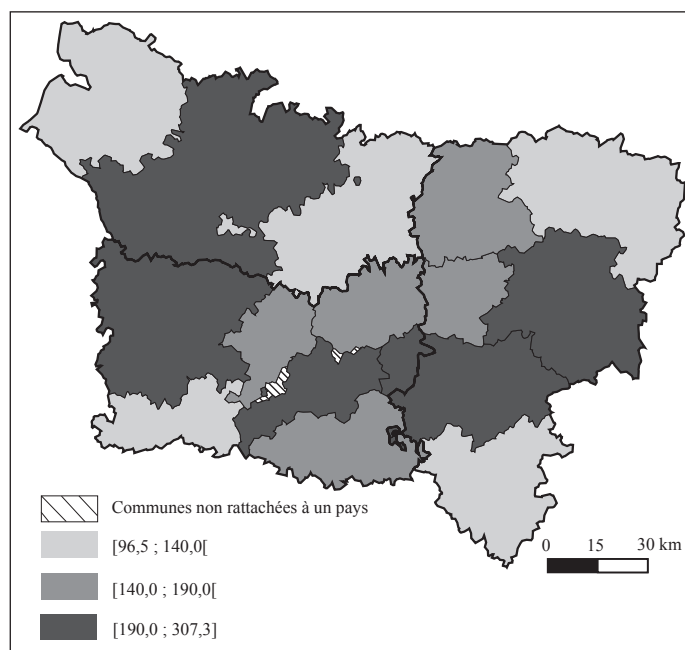 Communes non rattachées à un pays
[96,5 ; 140,0[
[140,0 ; 190,0[
[190,0 ; 307,3]
0 15 30 km